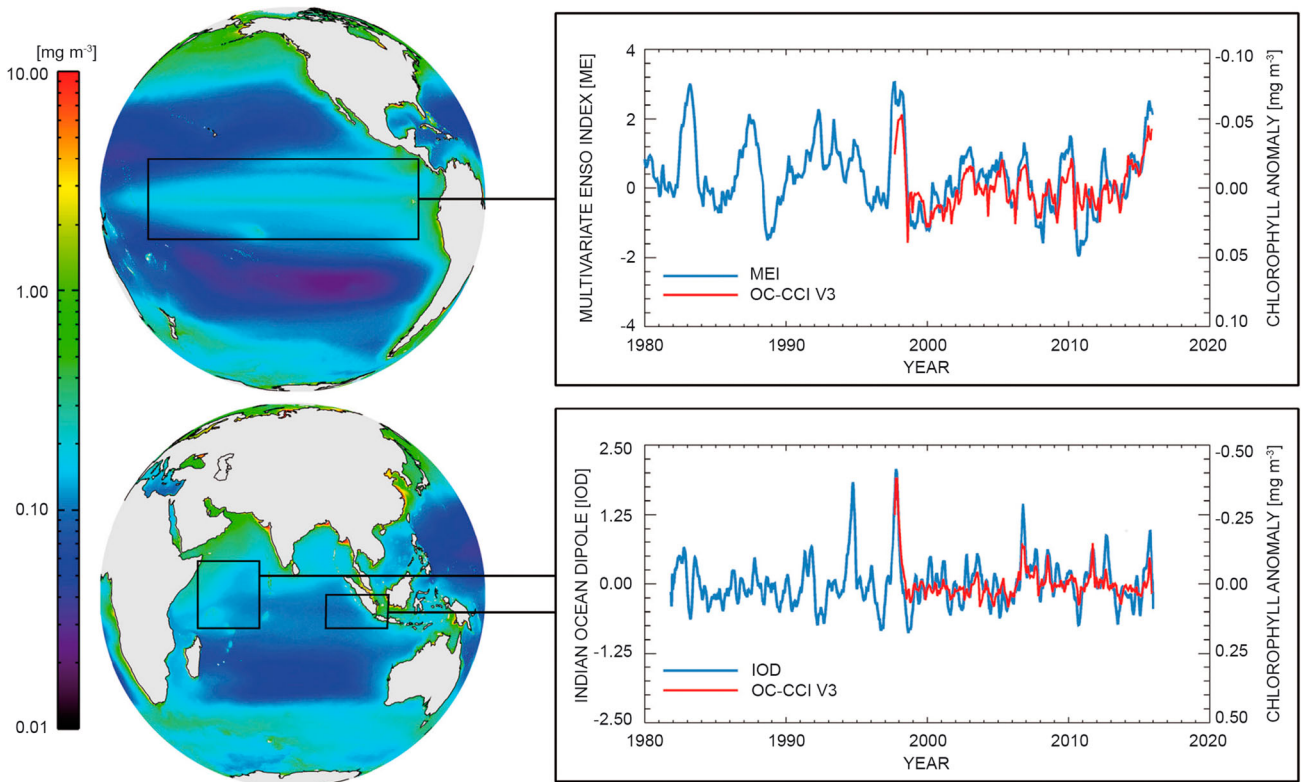 [mg m-3]
10.00
1.00
0.10
0.01
MULTIVARIATE ENSO INDEX [ME]
4
2
0
-2
-4
MEI
OC-CCI V3
-0.10
-0.05
0.00
0.05
0.10
CHLOROPHYLL ANOMALY [mg m-3]
1980 1990 2000 2010 2020
YEAR
INDIAN OCEAN DIPOLE [IOD]
2.50
1.25
0.00
-1.25
-2.50
IOD
OC-CCI V3
-0.50
-0.25
0.00
0.25
0.50
CHLOROPHYLL ANOMALY [mg m-3]
1980 1990 2000 2010 2020
YEAR